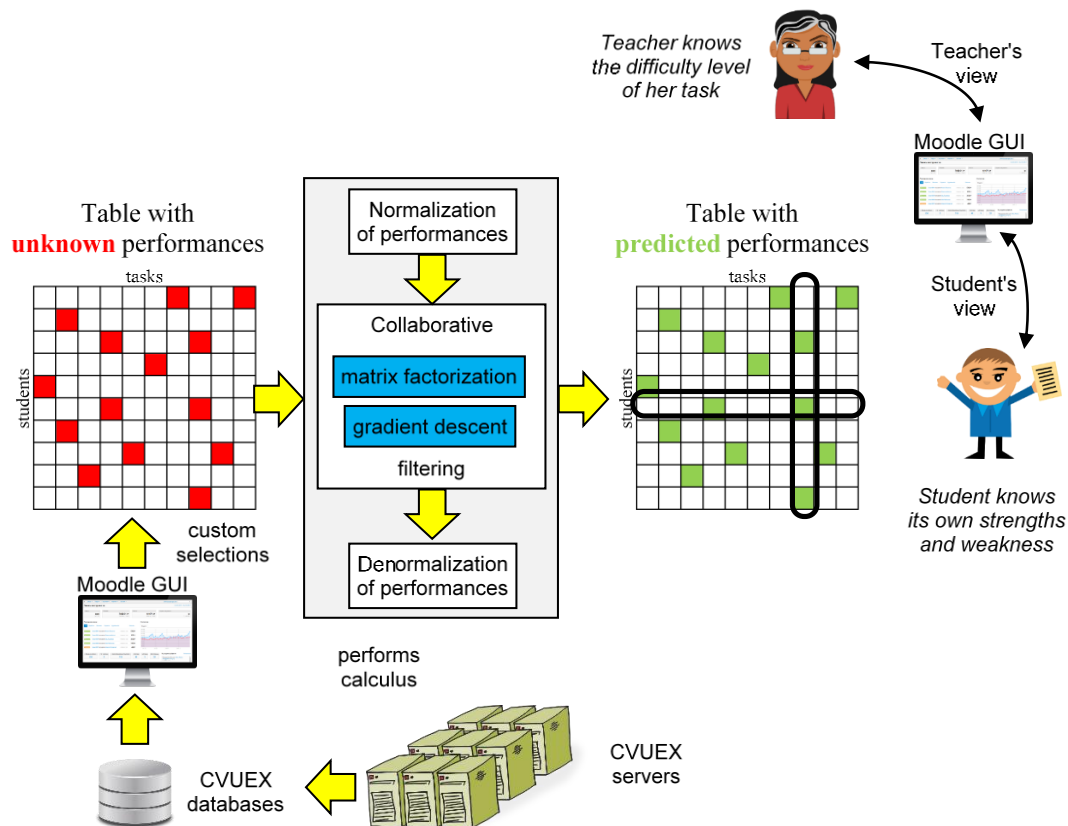 Teacher knows
the difficulty level
of her task
Teacher's
view
Moodle GUI
Student's
view
Student knows
its own strengths
and weakness
Table with
unknown performances
tasks
students
custom
selections
Moodle GUI
CVUEX
databases
Normalization
of performances
Collaborative
matrix factorization
gradient descent
filtering
Denormalization
of performances
performs
calculus
CVUEX
servers
Table with
predicted performances
tasks
students